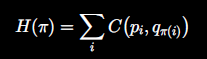 H(π) = ∑_i C(p_i, q_{π(i)})